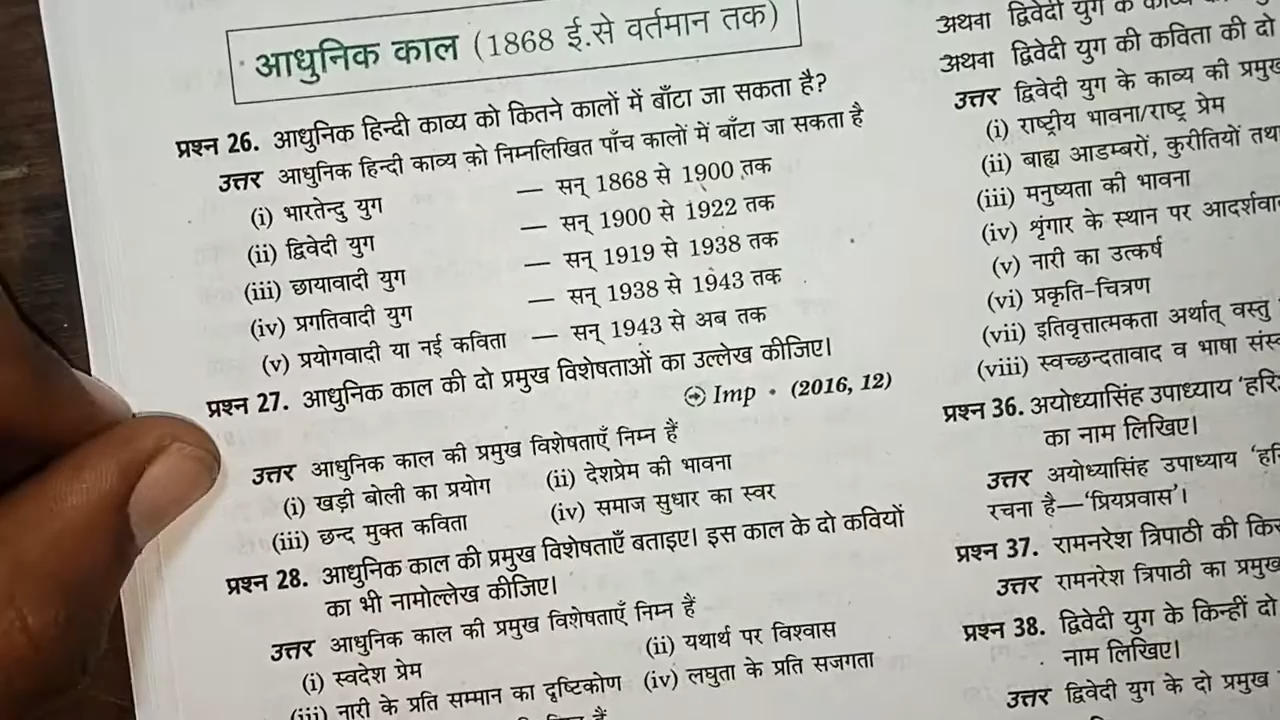 आधुनिक काल (1868 ई.से वर्तमान तक)
प्रश्न 26. आधुनिक हिन्दी काव्य को कितने कालों में बाँटा जा सकता है?
उत्तर आधुनिक हिन्दी काव्य को निम्नलिखित पाँच कालों में बाँटा जा सकता है
(i) भारतेन्दु युग — सन् 1868 से 1900 तक
(ii) द्विवेदी युग — सन् 1900 से 1922 तक
(iii) छायावादी युग — सन् 1919 से 1938 तक
(iv) प्रगतिवादी युग — सन् 1938 से 1943 तक
(v) प्रयोगवादी या नई कविता — सन् 1943 से अब तक
प्रश्न 27. आधुनिक काल की दो प्रमुख विशेषताओं का उल्लेख कीजिए।
Imp • (2016, 12)
उत्तर आधुनिक काल की प्रमुख विशेषताएँ निम्न हैं
(i) खड़ी बोली का प्रयोग (ii) देशप्रेम की भावना
(iii) छन्द मुक्त कविता (iv) समाज सुधार का स्वर
प्रश्न 28. आधुनिक काल की प्रमुख विशेषताएँ बताइए। इस काल के दो कवियों
का भी नामोल्लेख कीजिए।
उत्तर आधुनिक काल की प्रमुख विशेषताएँ निम्न हैं
(i) स्वदेश प्रेम (ii) यथार्थ पर विश्वास
(iii) नारी के प्रति सम्मान का दृष्टिकोण (iv) लघुता के प्रति सजगता
अथवा द्विवेदी युग के
अथवा द्विवेदी युग की कविता की दो
उत्तर द्विवेदी युग के काव्य की प्रमुख
(i) राष्ट्रीय भावना/राष्ट्र प्रेम
(ii) बाह्य आडम्बरों, कुरीतियों
(iii) मनुष्यता की भावना
(iv) शृंगार के स्थान पर
(v) नारी का उत्कर्ष
(vi) प्रकृति-चित्रण
(vii) इतिवृत्तात्मकता अर्थात् वस्तु
(viii) स्वच्छन्दतावाद व भाषा
प्रश्न 36. अयोध्यासिंह उपाध्याय
का नाम लिखिए।
उत्तर अयोध्यासिंह उपाध्याय
रचना है—‘प्रियप्रवास’।
प्रश्न 37. रामनरेश त्रिपाठी की
उत्तर रामनरेश त्रिपाठी का प्रमुख
प्रश्न 38. द्विवेदी युग के किन्हीं दो
नाम लिखिए।
उत्तर द्विवेदी युग के दो प्रमुख